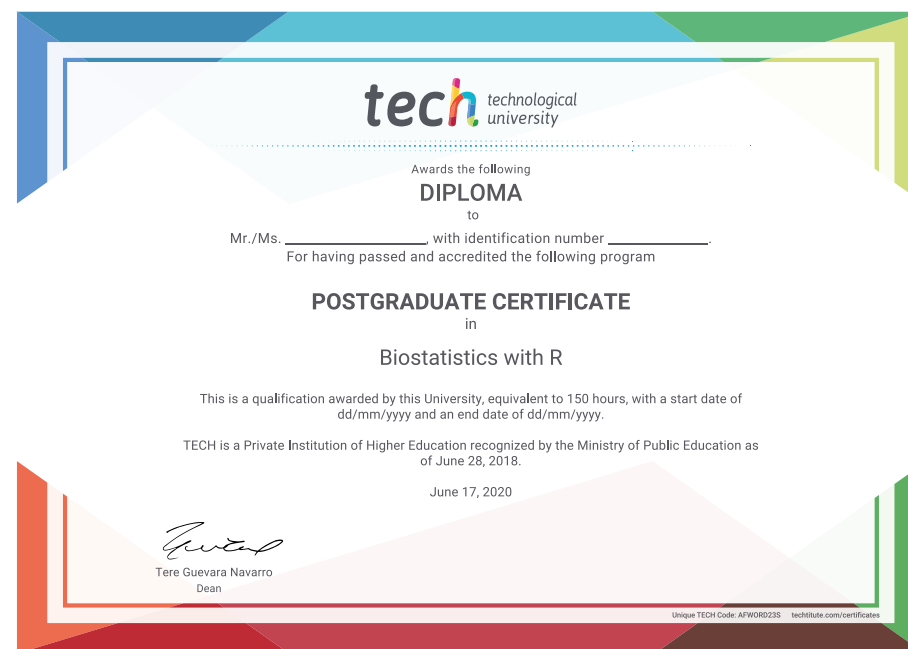 tech technological
university
Awards the following
DIPLOMA
to
Mr./Ms. ____________________, with identification number ______________.
For having passed and accredited the following program
POSTGRADUATE CERTIFICATE
in
Biostatistics with R
This is a qualification awarded by this University, equivalent to 150 hours, with a start date of
dd/mm/yyyy and an end date of dd/mm/yyyy.
TECH is a Private Institution of Higher Education recognized by the Ministry of Public Education as
of June 28, 2018.
June 17, 2020
Tere Guevara Navarro
Dean
Unique TECH Code: AFWORD23S techtitute.com/certificates